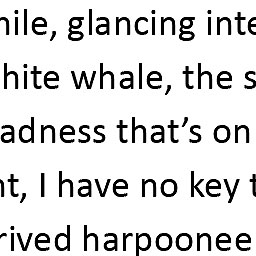 hile, glancing inte
hite whale, the s
adness that’s on
nt, I have no key t
rived harpoonee